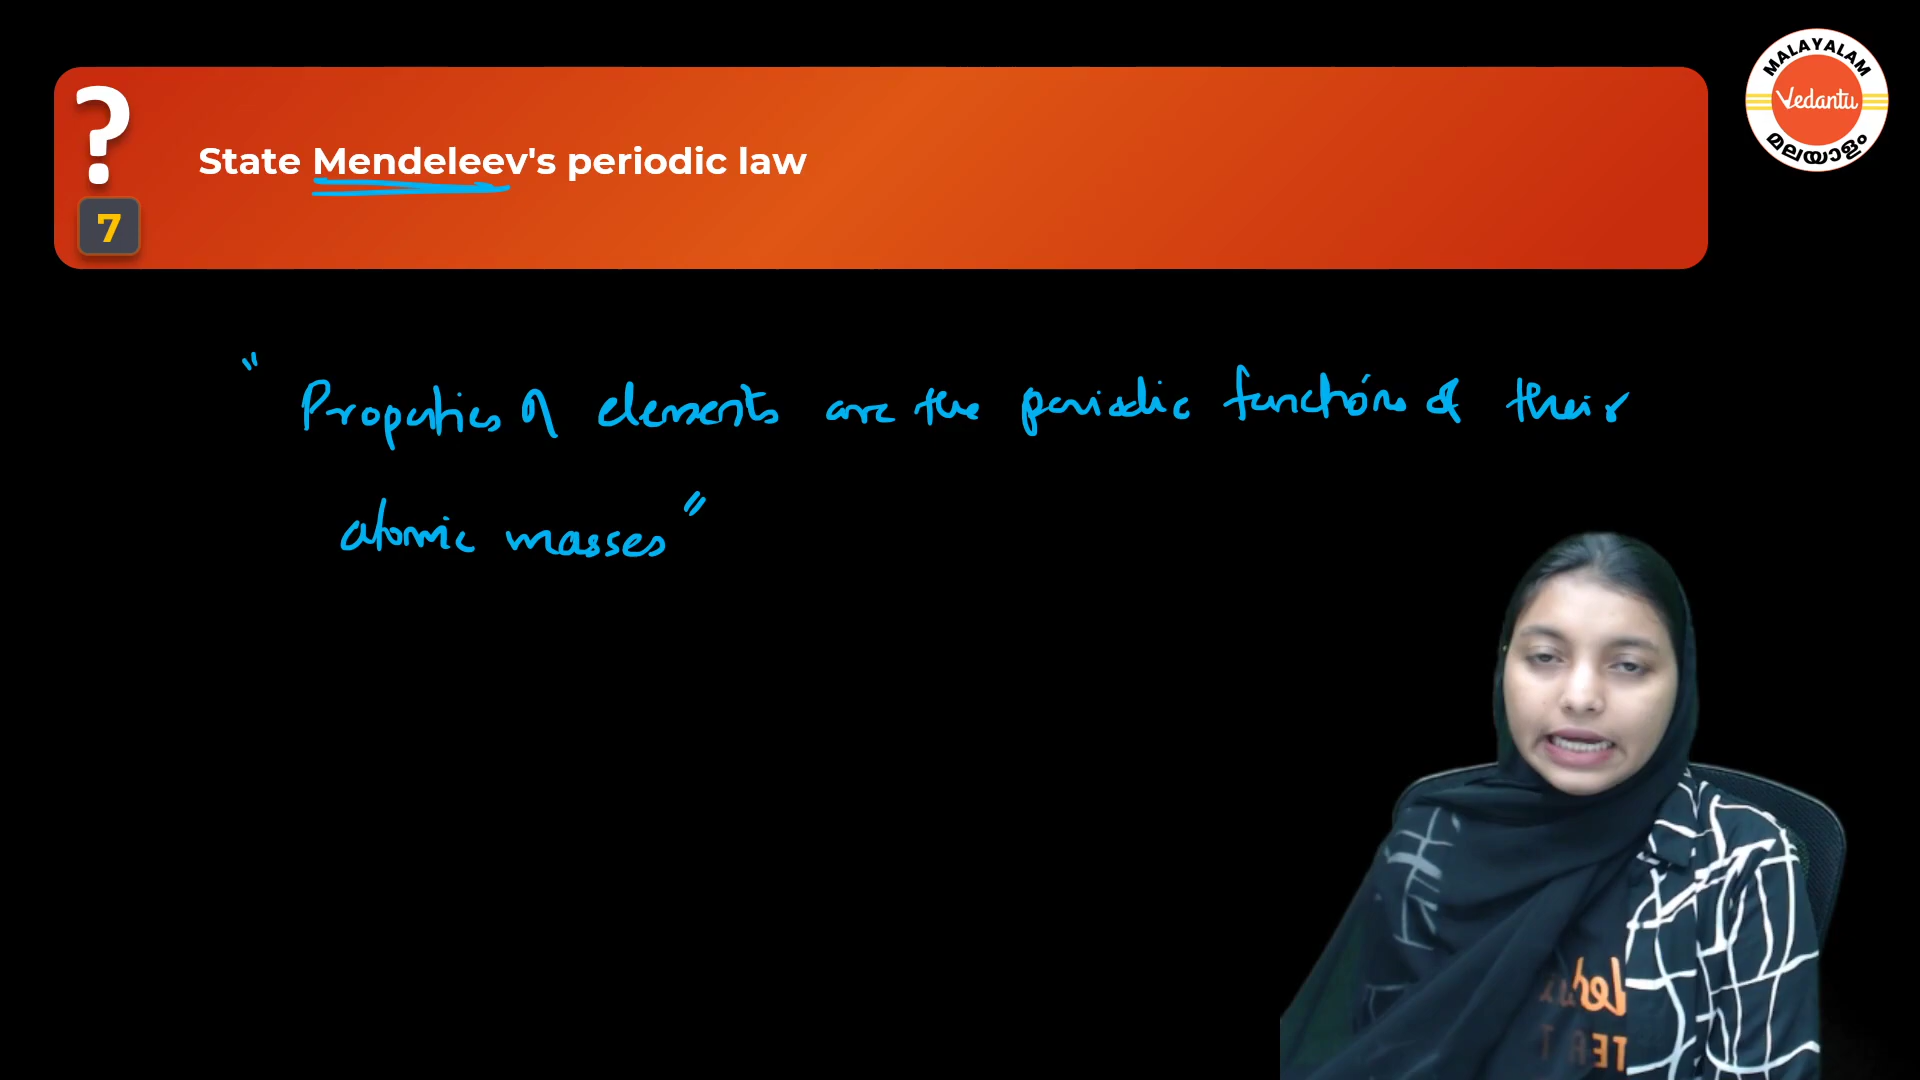 ?
7
State Mendeleev's periodic law
MALAYALAM
Vedantu
മലയാളം
" Properties of elements are the periodic functions of their
atomic masses "